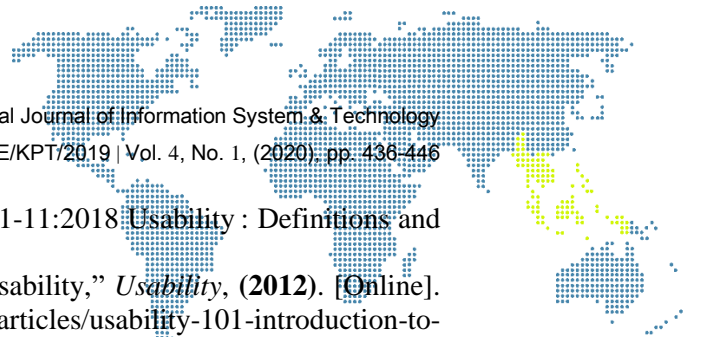 al Journal of Information System & Technology
E/KPT/2019 | Vol. 4, No. 1, (2020), pp. 436-446
1-11:2018 Usability : Definitions and
sability,” Usability, (2012). [Online].
articles/usability-101-introduction-to-